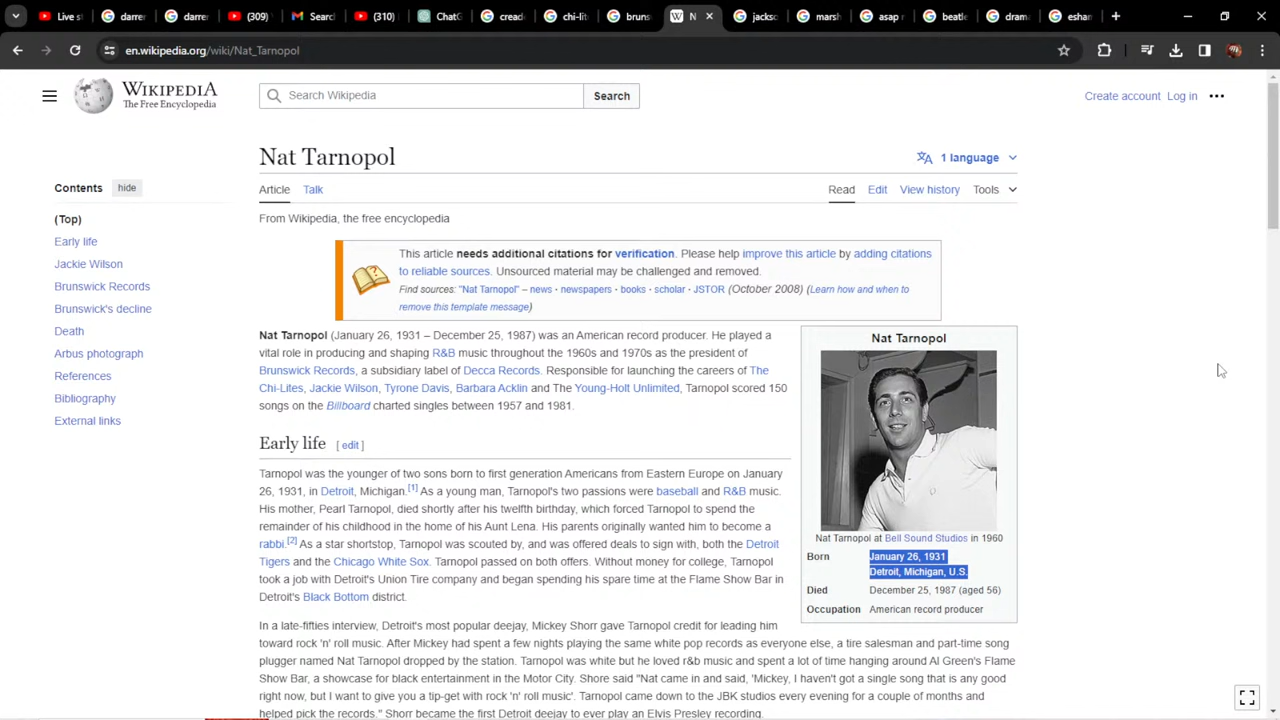 Live s
darre
darre
(309)
Searc
(310)
ChatG
creade
chi-lit
bruns
N
jackso
marsh
asap r
beatle
drama
eshan
en.wikipedia.org/wiki/Nat_Tarnopol
WIKIPEDIA
The Free Encyclopedia
Search Wikipedia
Search
Create account
Log in
Nat Tarnopol
1 language
Contents
hide
Article
Talk
Read
Edit
View history
Tools
(Top)
Early life
Jackie Wilson
Brunswick Records
Brunswick's decline
Death
Arbus photograph
References
Bibliography
External links
From Wikipedia, the free encyclopedia
This article needs additional citations for verification. Please help improve this article by adding citations
to reliable sources. Unsourced material may be challenged and removed.
Find sources: "Nat Tarnopol" – news · newspapers · books · scholar · JSTOR (October 2008) (Learn how and when to
remove this template message)
Nat Tarnopol (January 26, 1931 – December 25, 1987) was an American record producer. He played a
vital role in producing and shaping R&B music throughout the 1960s and 1970s as the president of
Brunswick Records, a subsidiary label of Decca Records. Responsible for launching the careers of The
Chi-Lites, Jackie Wilson, Tyrone Davis, Barbara Acklin and The Young-Holt Unlimited, Tarnopol scored 150
songs on the Billboard charted singles between 1957 and 1981.
Nat Tarnopol
Nat Tarnopol at Bell Sound Studios in 1960
Born January 26, 1931
Detroit, Michigan, U.S.
Died December 25, 1987 (aged 56)
Occupation American record producer
Early life [ edit ]
Tarnopol was the younger of two sons born to first generation Americans from Eastern Europe on January
26, 1931, in Detroit, Michigan.[1] As a young man, Tarnopol's two passions were baseball and R&B music.
His mother, Pearl Tarnopol, died shortly after his twelfth birthday, which forced Tarnopol to spend the
remainder of his childhood in the home of his Aunt Lena. His parents originally wanted him to become a
rabbi.[2] As a star shortstop, Tarnopol was scouted by, and was offered deals to sign with, both the Detroit
Tigers and the Chicago White Sox. Tarnopol passed on both offers. Without money for college, Tarnopol
took a job with Detroit's Union Tire company and began spending his spare time at the Flame Show Bar in
Detroit's Black Bottom district.
In a late-fifties interview, Detroit's most popular deejay, Mickey Shorr gave Tarnopol credit for leading him
toward rock 'n' roll music. After Mickey had spent a few nights playing the same white pop records as everyone else, a tire salesman and part-time song
plugger named Nat Tarnopol dropped by the station. Tarnopol was white but he loved r&b music and spent a lot of time hanging around Al Green's Flame
Show Bar, a showcase for black entertainment in the Motor City. Shore said "Nat came in and said, 'Mickey, I haven't got a single song that is any good
right now, but I want to give you a tip-get with rock 'n' roll music'. Tarnopol came down to the JBK studios every evening for a couple of months and
helped pick the records." Shorr became the first Detroit deejay to ever play an Elvis Presley recording.